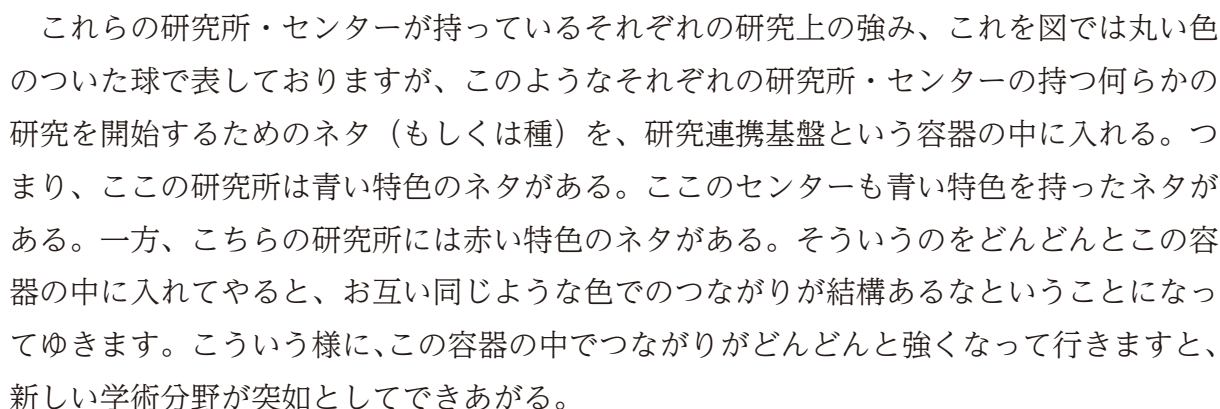 これらの研究所・センターが持っているそれぞれの研究上の強み、これを図では丸い色
のついた球で表しておりますが、このようなそれぞれの研究所・センターの持つ何らかの
研究を開始するためのネタ（もしくは種）を、研究連携基盤という容器の中に入れる。つ
まり、ここの研究所は青い特色のネタがある。ここのセンターも青い特色を持ったネタが
ある。一方、こちらの研究所には赤い特色のネタがある。そういうのをどんどんとこの容
器の中に入れてやると、お互い同じような色でのつながりが結構あるなということになっ
てゆきます。こういう様に、この容器の中でつながりがどんどんと強くなって行きますと、
新しい学術分野が突如としてできあがる。